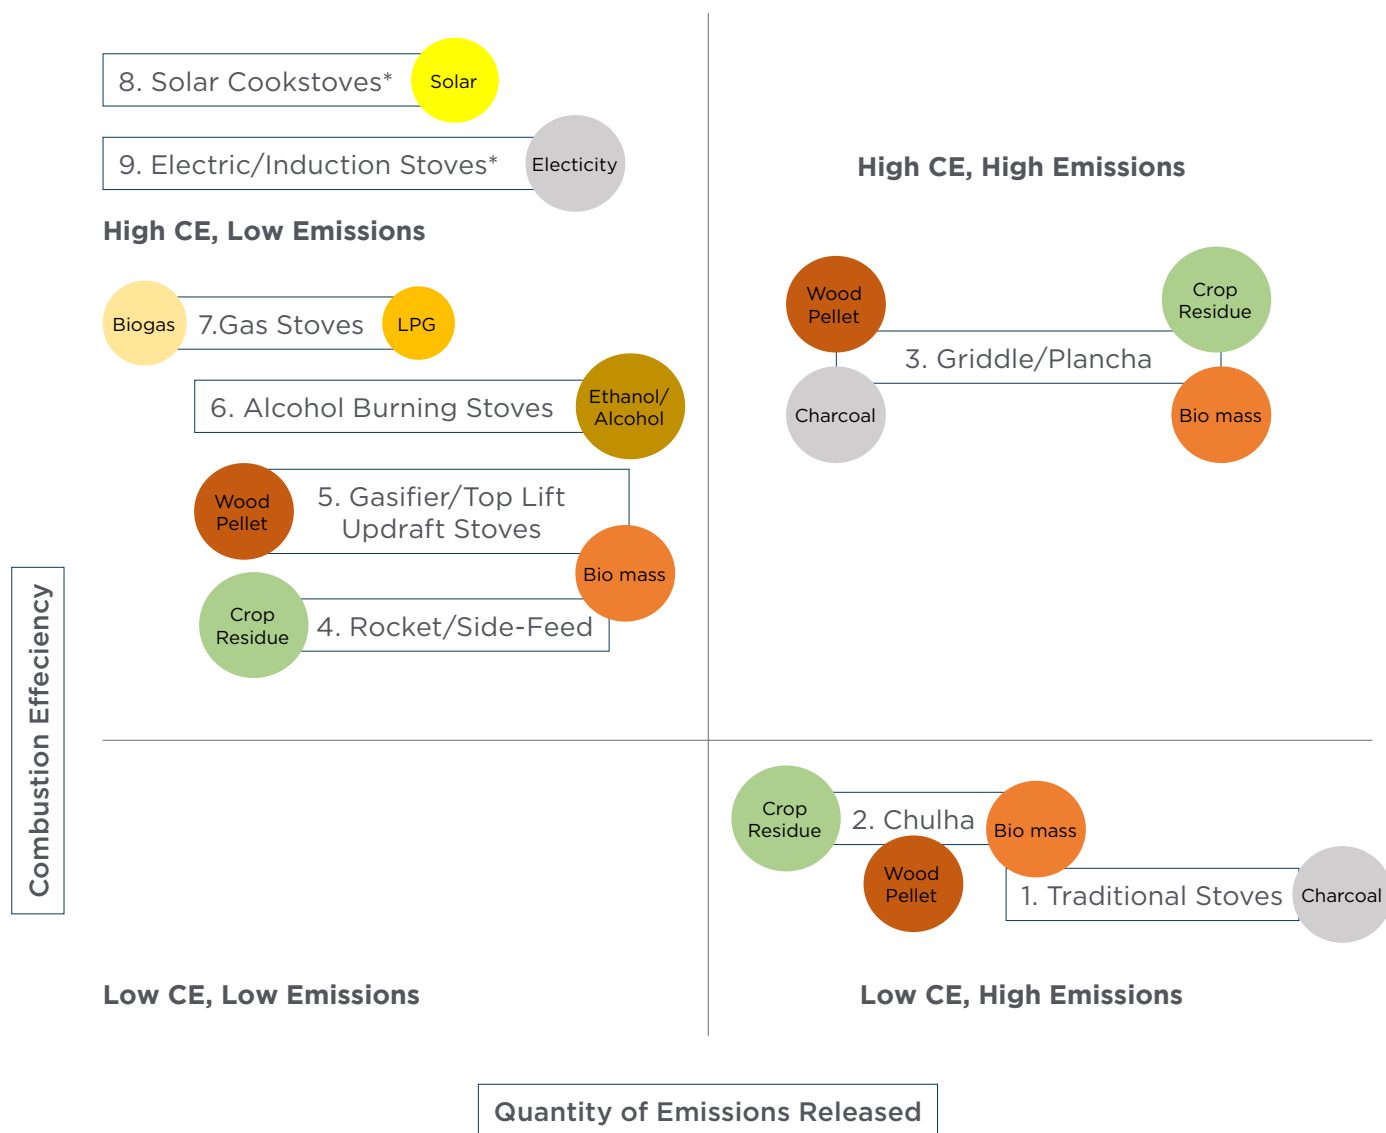 8. Solar Cookstoves*
Solar
9. Electric/Induction Stoves*
Electicity
High CE, Low Emissions
Biogas
7.Gas Stoves
LPG
6. Alcohol Burning Stoves
Ethanol/
Alcohol
Wood
Pellet
5. Gasifier/Top Lift
Updraft Stoves
Bio mass
Crop
Residue
4. Rocket/Side-Feed
High CE, High Emissions
Wood
Pellet
Crop
Residue
3. Griddle/Plancha
Charcoal
Bio mass
Combustion Effeciency
Low CE, Low Emissions
Crop
Residue
2. Chulha
Bio mass
Wood
Pellet
1. Traditional Stoves
Charcoal
Low CE, High Emissions
Quantity of Emissions Released